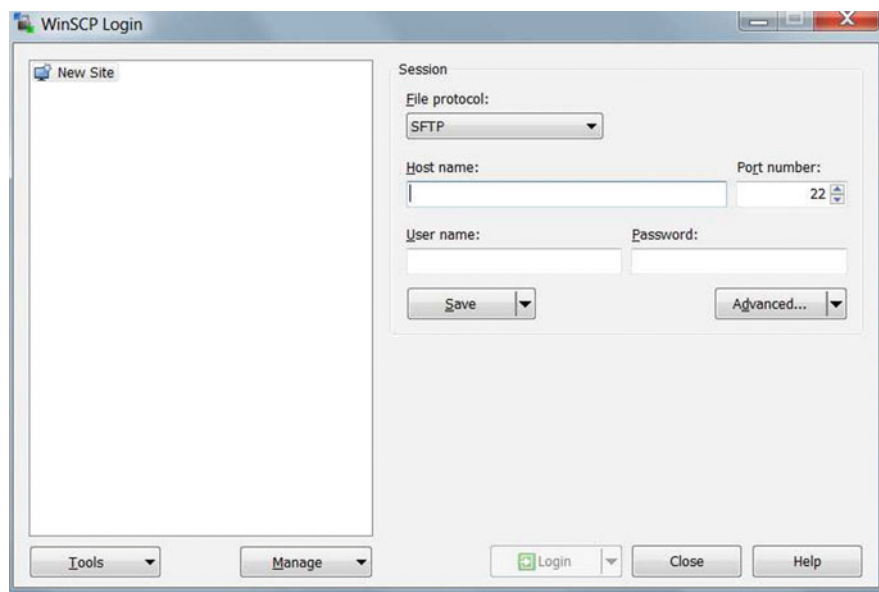 WinSCP Login
New Site
Session
File protocol:
SFTP
Host name:
Port number:
22
User name:
Password:
Save
Advanced...
Tools
Manage
Login
Close
Help